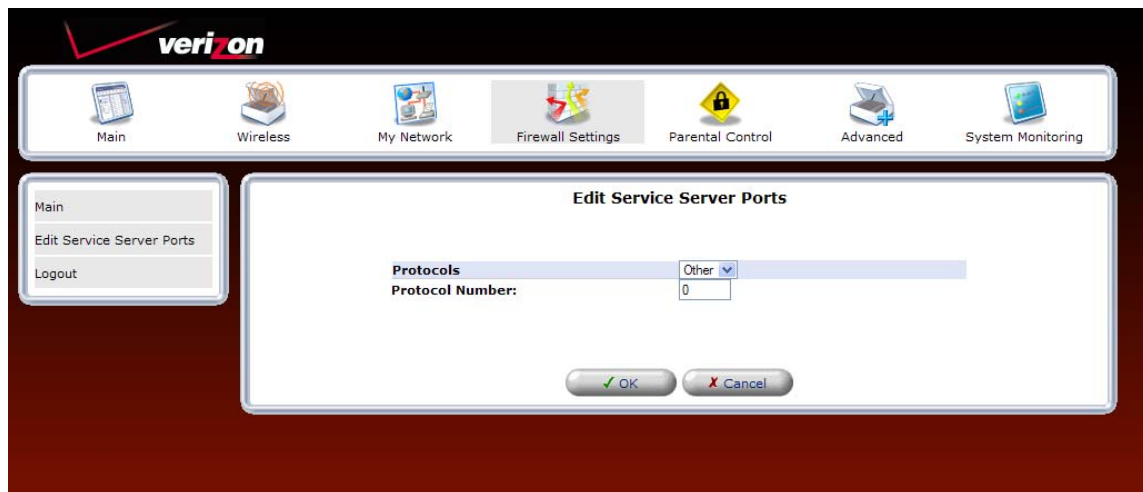 verizon
Main
Wireless
My Network
Firewall Settings
Parental Control
Advanced
System Monitoring
Main
Edit Service Server Ports
Logout
Edit Service Server Ports
Protocols Other
Protocol Number: 0
OK
Cancel